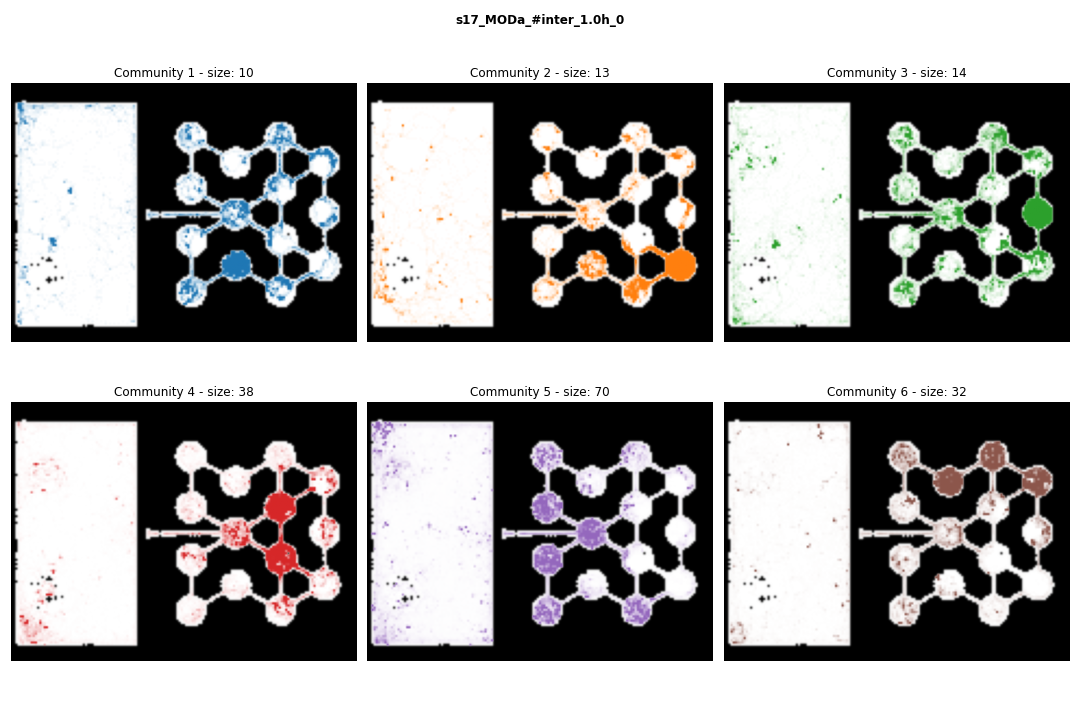 s17_MODa_#inter_1.0h_0
Community 1 - size: 10
Community 2 - size: 13
Community 3 - size: 14
Community 4 - size: 38
Community 5 - size: 70
Community 6 - size: 32